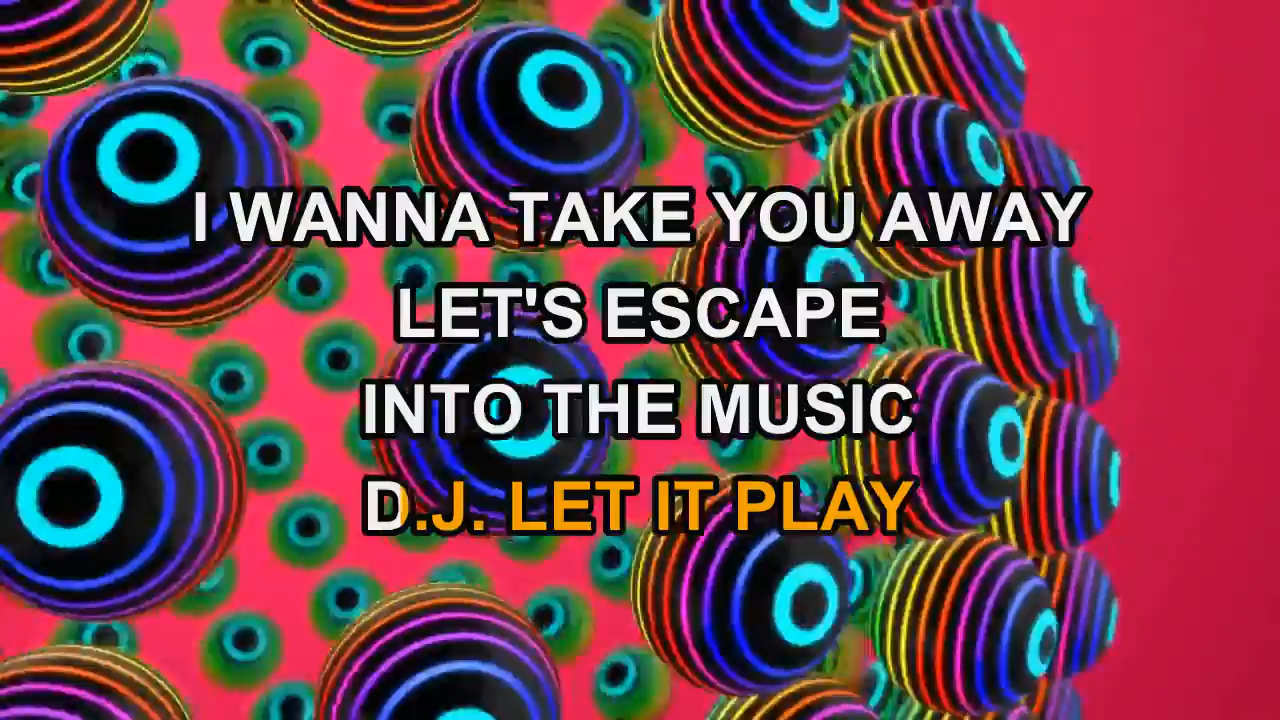 I WANNA TAKE YOU AWAY
LET'S ESCAPE
INTO THE MUSIC
D.J. LET IT PLAY